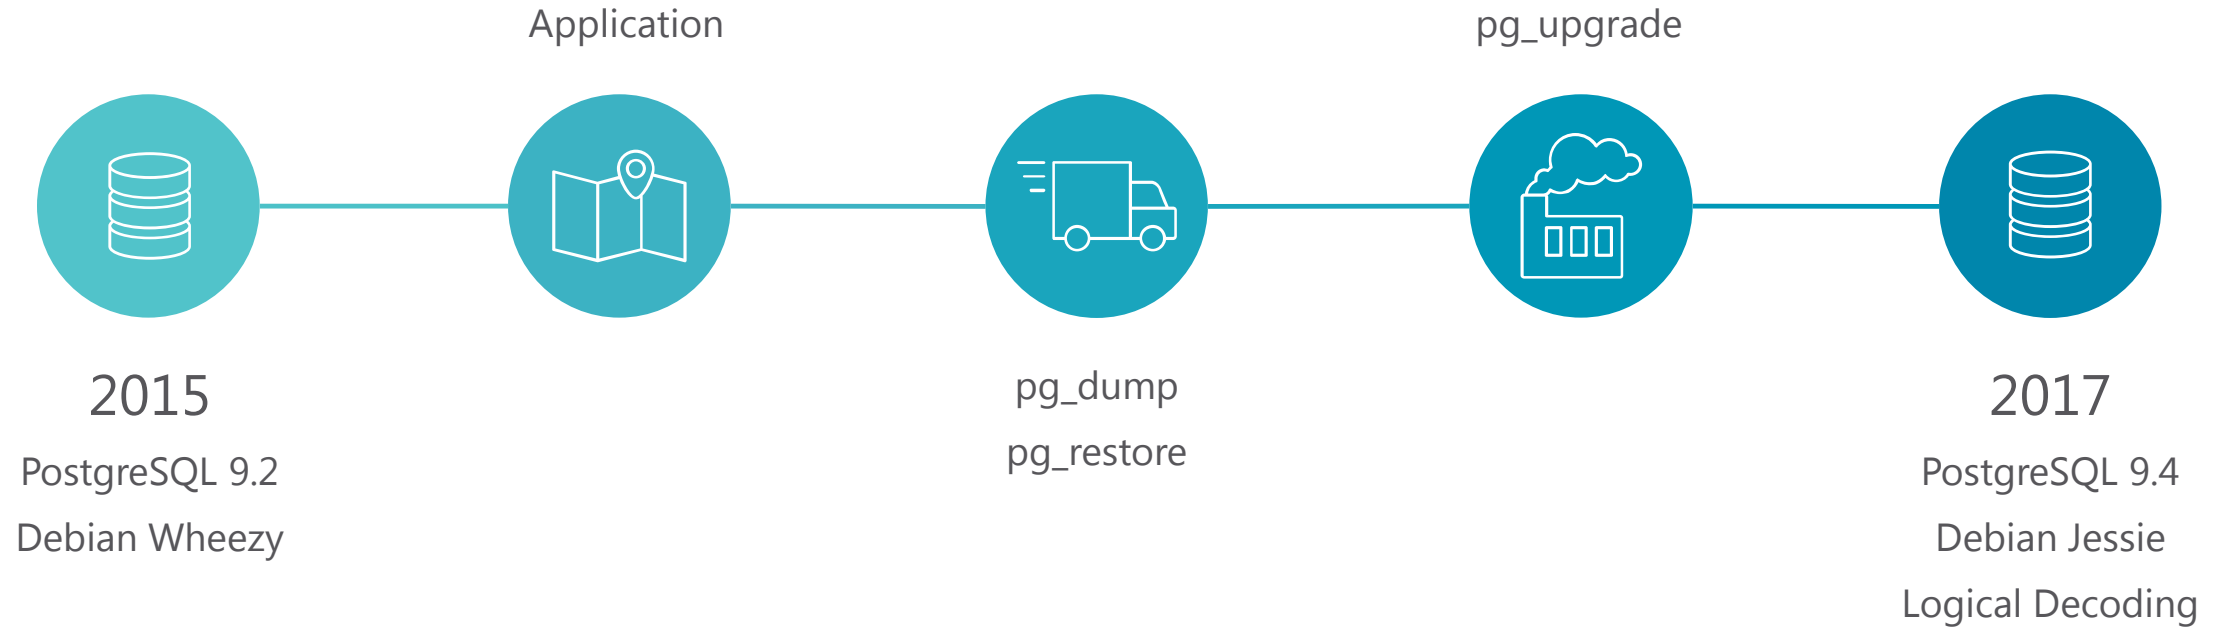 Application
pg_upgrade
2015
PostgreSQL 9.2
Debian Wheezy
pg_dump
pg_restore
2017
PostgreSQL 9.4
Debian Jessie
Logical Decoding